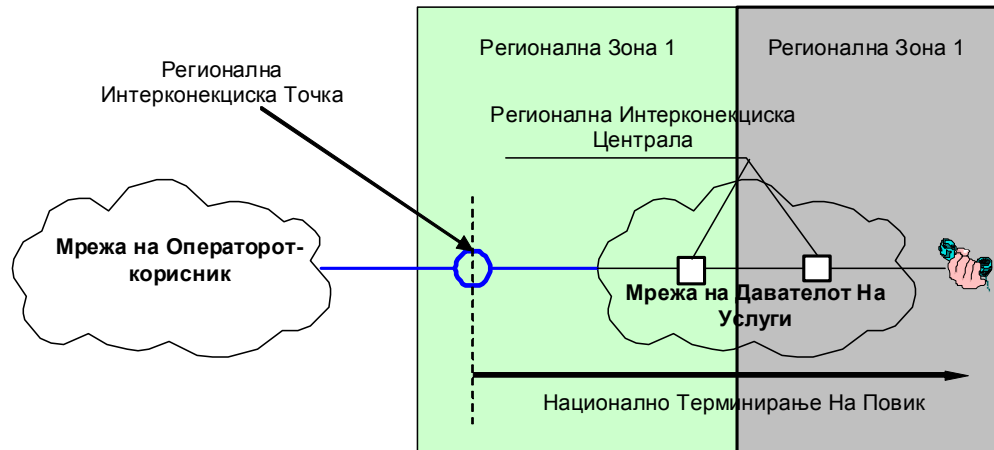 Регионална Зона 1
Регионална Зона 1
Регионална
Интерконекциска Точка
Регионална Интерконекциска
Централа
Мрежа на Операторот-
корисник
Мрежа на Давателот На
Услуги
Национално Терминирање На Повик